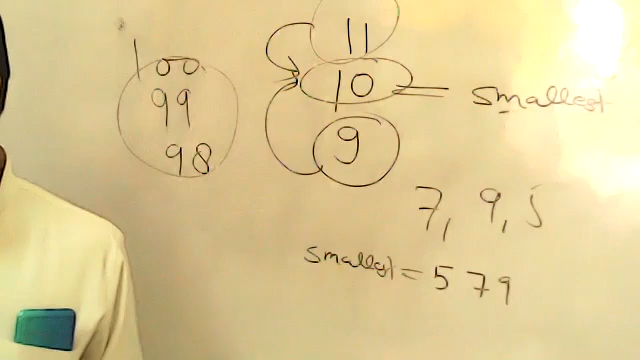 100
99
98
11
10 = smallest
9
7, 9, 5
smallest = 579